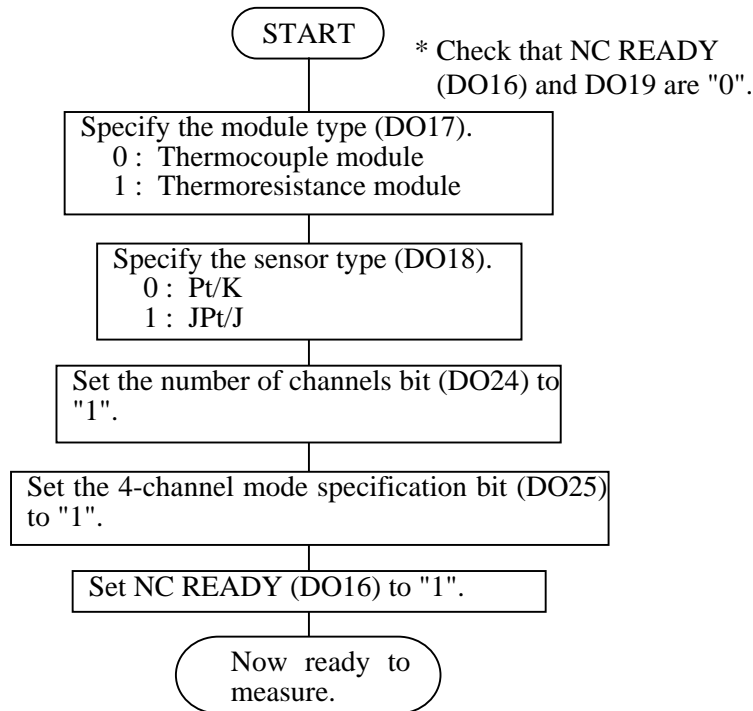 START
* Check that NC READY
(DO16) and DO19 are "0".
Specify the module type (DO17).
0 : Thermocouple module
1 : Thermoresistance module
Specify the sensor type (DO18).
0 : Pt/K
1 : JPt/J
Set the number of channels bit (DO24) to
"1".
Set the 4-channel mode specification bit (DO25)
to "1".
Set NC READY (DO16) to "1".
Now ready to
measure.